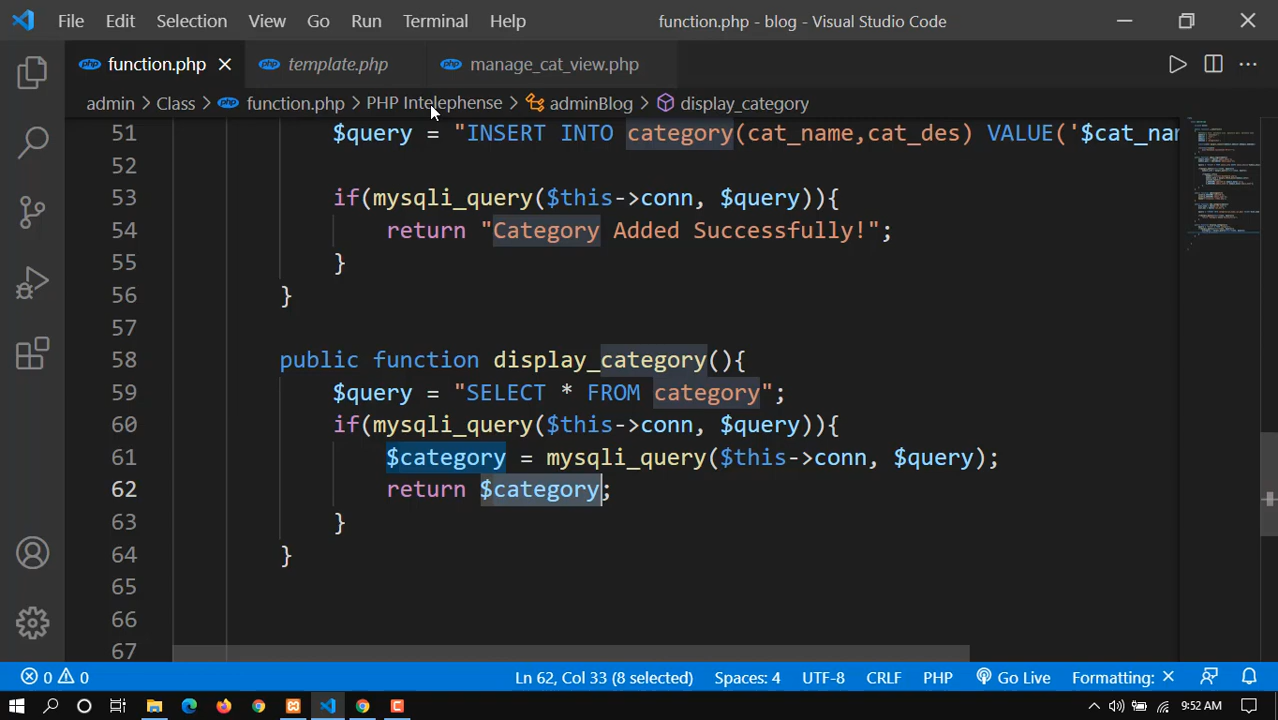 File Edit Selection View Go Run Terminal Help function.php - blog - Visual Studio Code
php function.php php template.php php manage_cat_view.php
admin > Class > php function.php > PHP Intelephense > adminBlog > display_category
51 $query = "INSERT INTO category(cat_name,cat_des) VALUE('$cat_nam
52
53 if(mysqli_query($this->conn, $query)){
54 return "Category Added Successfully!";
55 }
56 }
57
58 public function display_category(){
59 $query = "SELECT * FROM category";
60 if(mysqli_query($this->conn, $query)){
61 $category = mysqli_query($this->conn, $query);
62 return $category;
63 }
64 }
65
66
67
0 0 Ln 62, Col 33 (8 selected) Spaces: 4 UTF-8 CRLF PHP Go Live Formatting: ×
9:52 AM